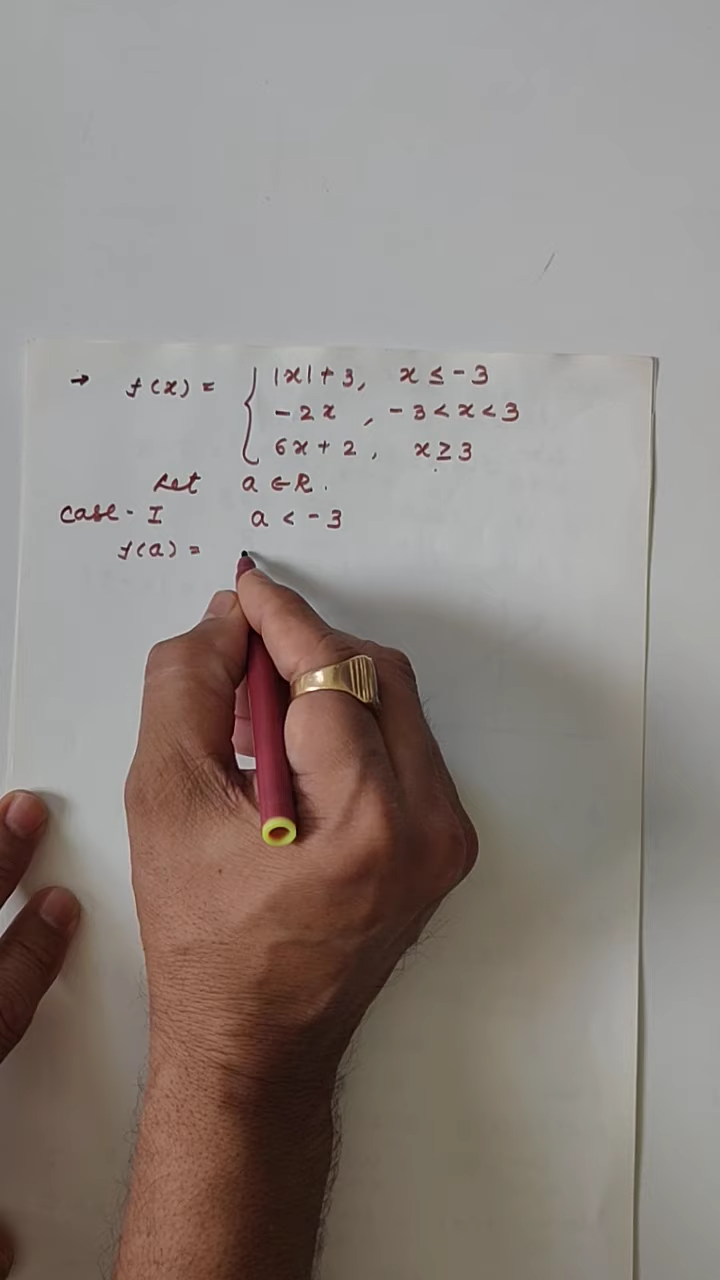 → f(x) = { |x| + 3, x ≤ -3
-2x, -3 < x < 3
6x + 2, x ≥ 3
Let a ∈ R.
Case - I a < -3
f(a) =